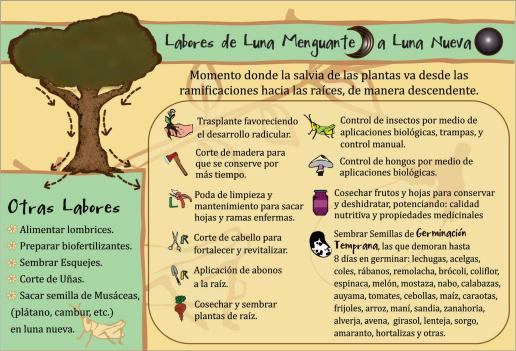 Labores de Luna Menguante a Luna Nueva
Momento donde la salvia de las plantas va desde las
ramificaciones hacia las raíces, de manera descendente.
Trasplante favoreciendo
el desarrollo radicular.
Corte de madera para
que se conserve por
más tiempo.
Poda de limpieza y
mantenimiento para sacar
hojas y ramas enfermas.
Corte de cabello para
fortalecer y revitalizar.
Aplicación de abonos
a la raíz.
Cosechar y sembrar
plantas de raíz.
Control de insectos por medio de
aplicaciones biológicas, trampas, y
control manual.
Control de hongos por medio de
aplicaciones biológicas.
Cosechar frutos y hojas para conservar
y deshidratar, potenciando: calidad
nutritiva y propiedades medicinales
Sembrar Semillas de Germinación
Temprana, las que demoran hasta
8 días en germinar: lechugas, acelgas,
coles, rábanos, remolacha, brócoli, coliflor,
espinaca, melón, mostaza, nabo, calabazas,
auyama, tomates, cebollas, maíz, caraotas,
frijoles, arroz, maní, sandia, zanahoria,
alverja, avena, girasol, lenteja, sorgo,
amaranto, hortalizas y otras.
Otras Labores
Alimentar lombrices.
Preparar biofertilizantes.
Sembrar Esquejes.
Corte de Uñas.
Sacar semilla de Musáceas,
(plátano, cambur, etc.)
en luna nueva.